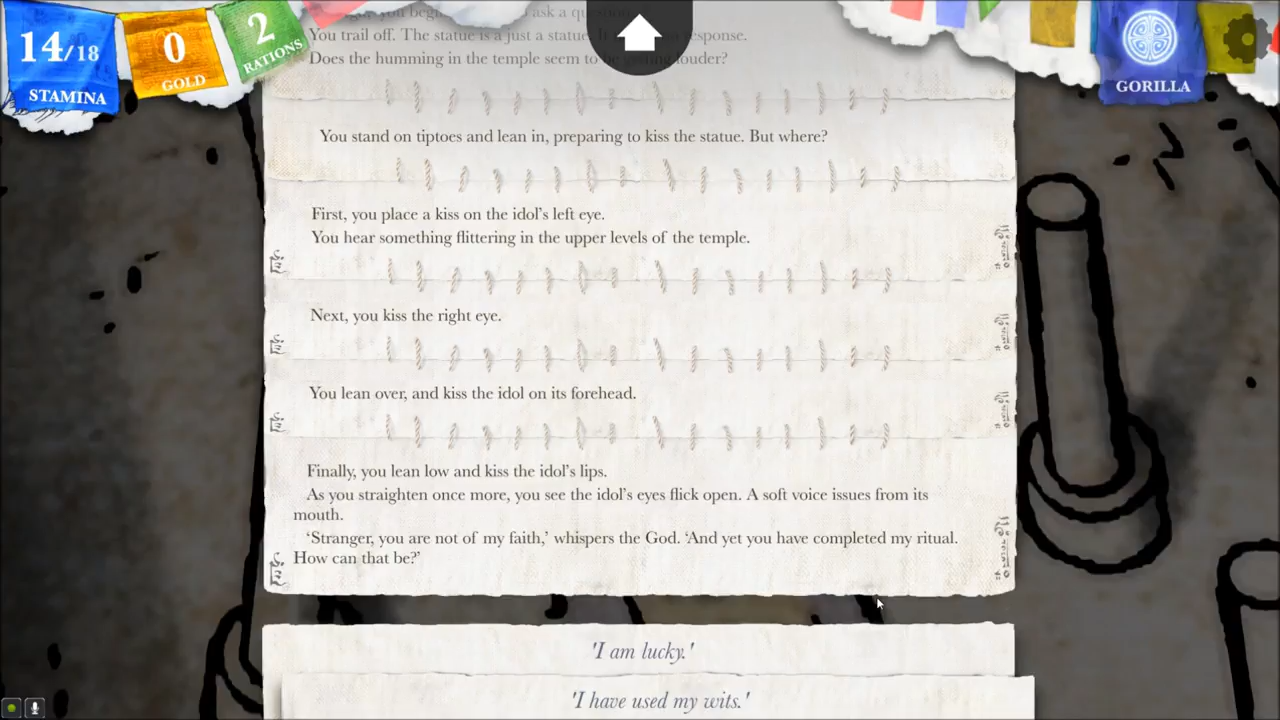 14/18
STAMINA
0
GOLD
2
RATIONS
GORILLA
ask a
You trail off. The statue is a just a statue. response.
Does the humming in the temple seem to be getting louder?
You stand on tiptoes and lean in, preparing to kiss the statue. But where?
First, you place a kiss on the idol's left eye.
You hear something flittering in the upper levels of the temple.
Next, you kiss the right eye.
You lean over, and kiss the idol on its forehead.
Finally, you lean low and kiss the idol's lips.
As you straighten once more, you see the idol's eyes flick open. A soft voice issues from its
mouth.
‘Stranger, you are not of my faith,’ whispers the God. ‘And yet you have completed my ritual.
How can that be?’
'I am lucky.'
'I have used my wits.'